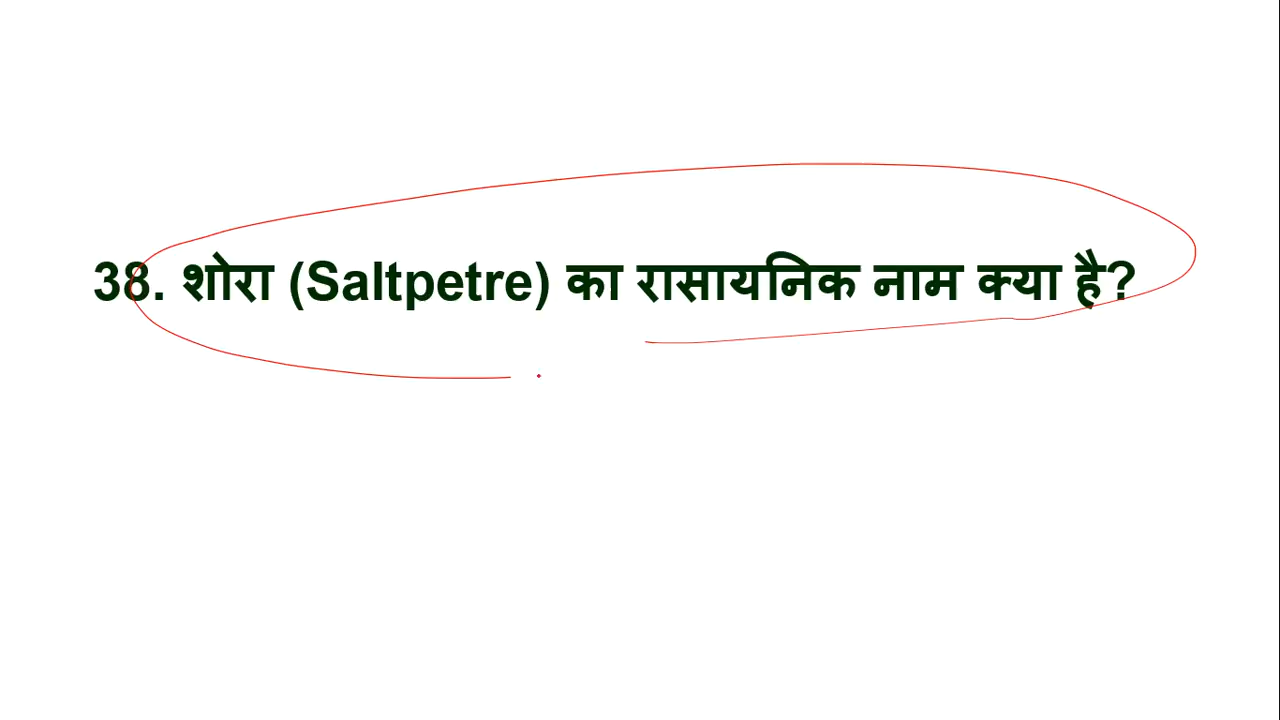 38. शोरा (Saltpetre) का रासायनिक नाम क्या है?